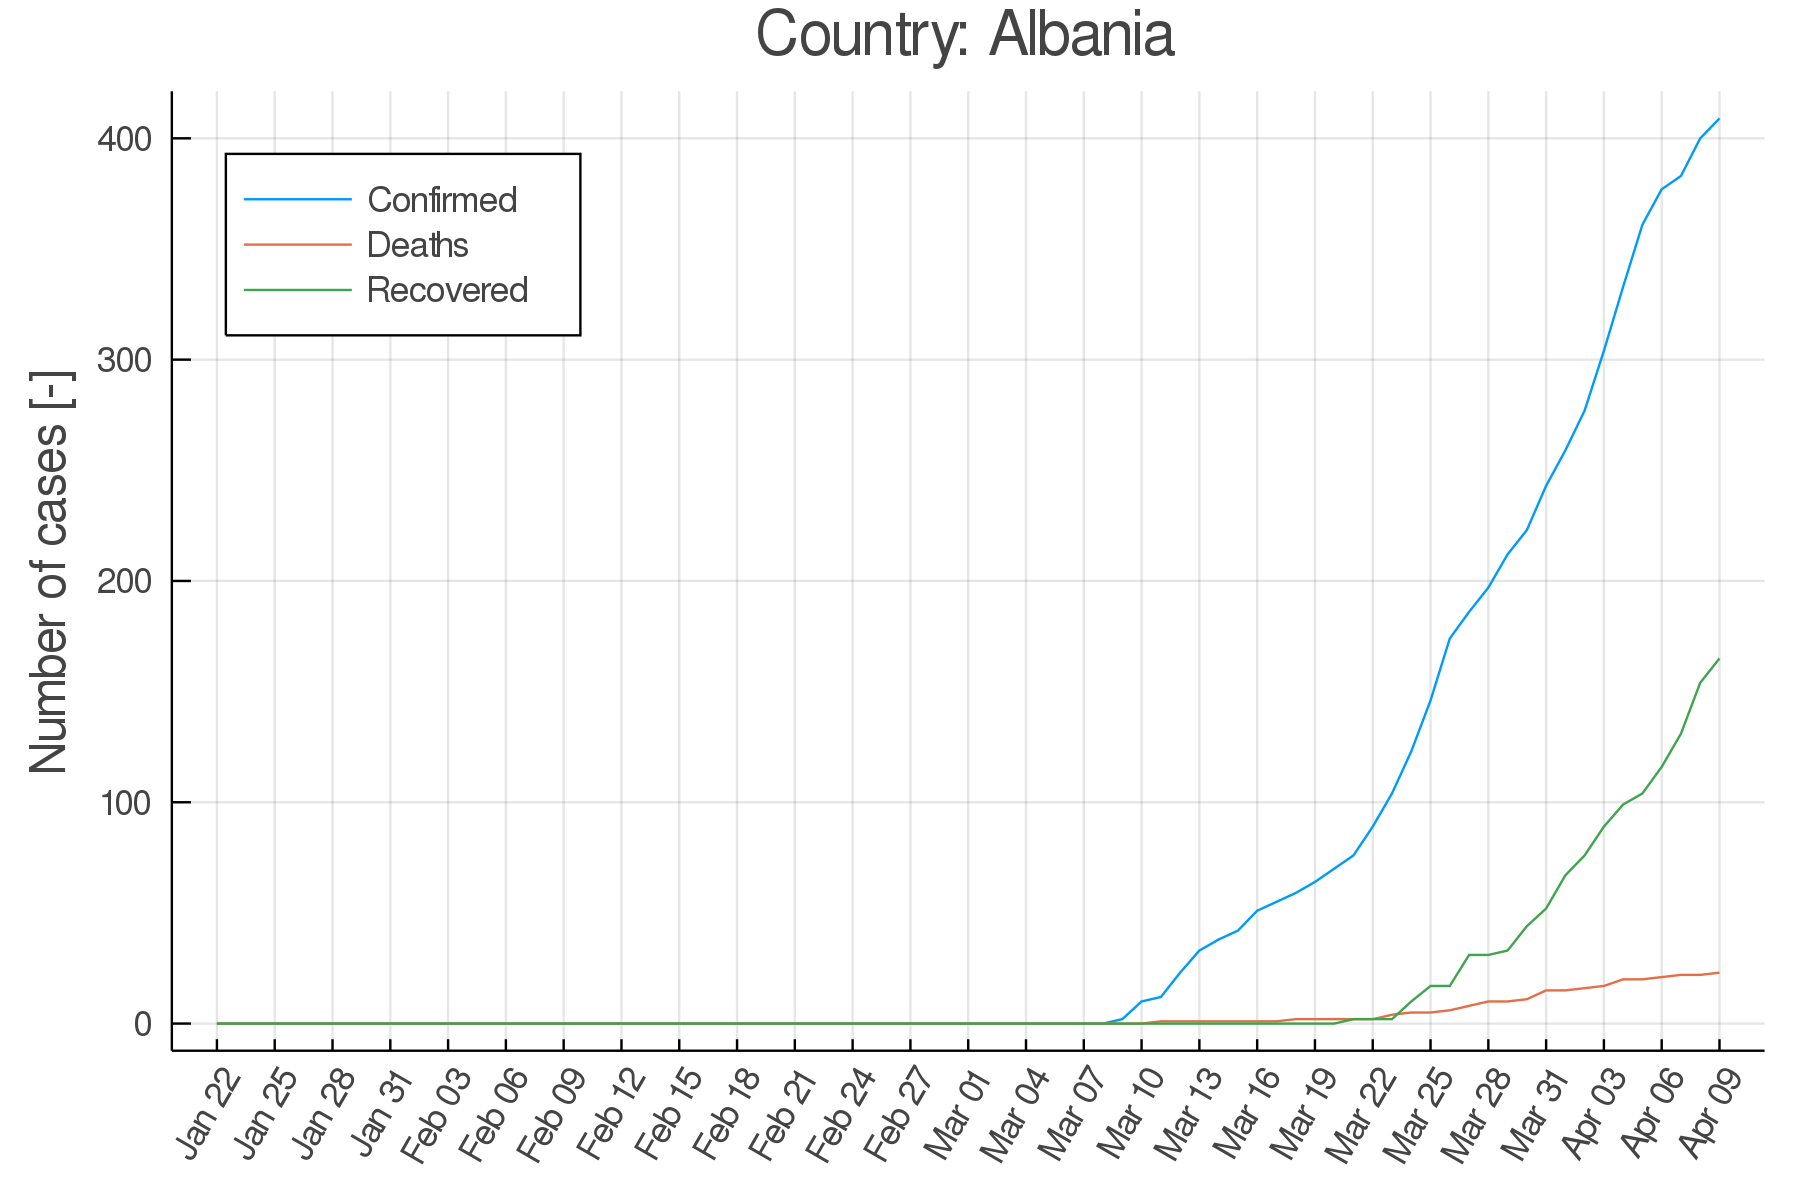 Country: Albania
Number of cases [-]
400
300
200
100
0
Confirmed
Deaths
Recovered
Jan 22
Jan 25
Jan 28
Jan 31
Feb 03
Feb 06
Feb 09
Feb 12
Feb 15
Feb 18
Feb 21
Feb 24
Feb 27
Mar 01
Mar 04
Mar 07
Mar 10
Mar 13
Mar 16
Mar 19
Mar 22
Mar 25
Mar 28
Mar 31
Apr 03
Apr 06
Apr 09